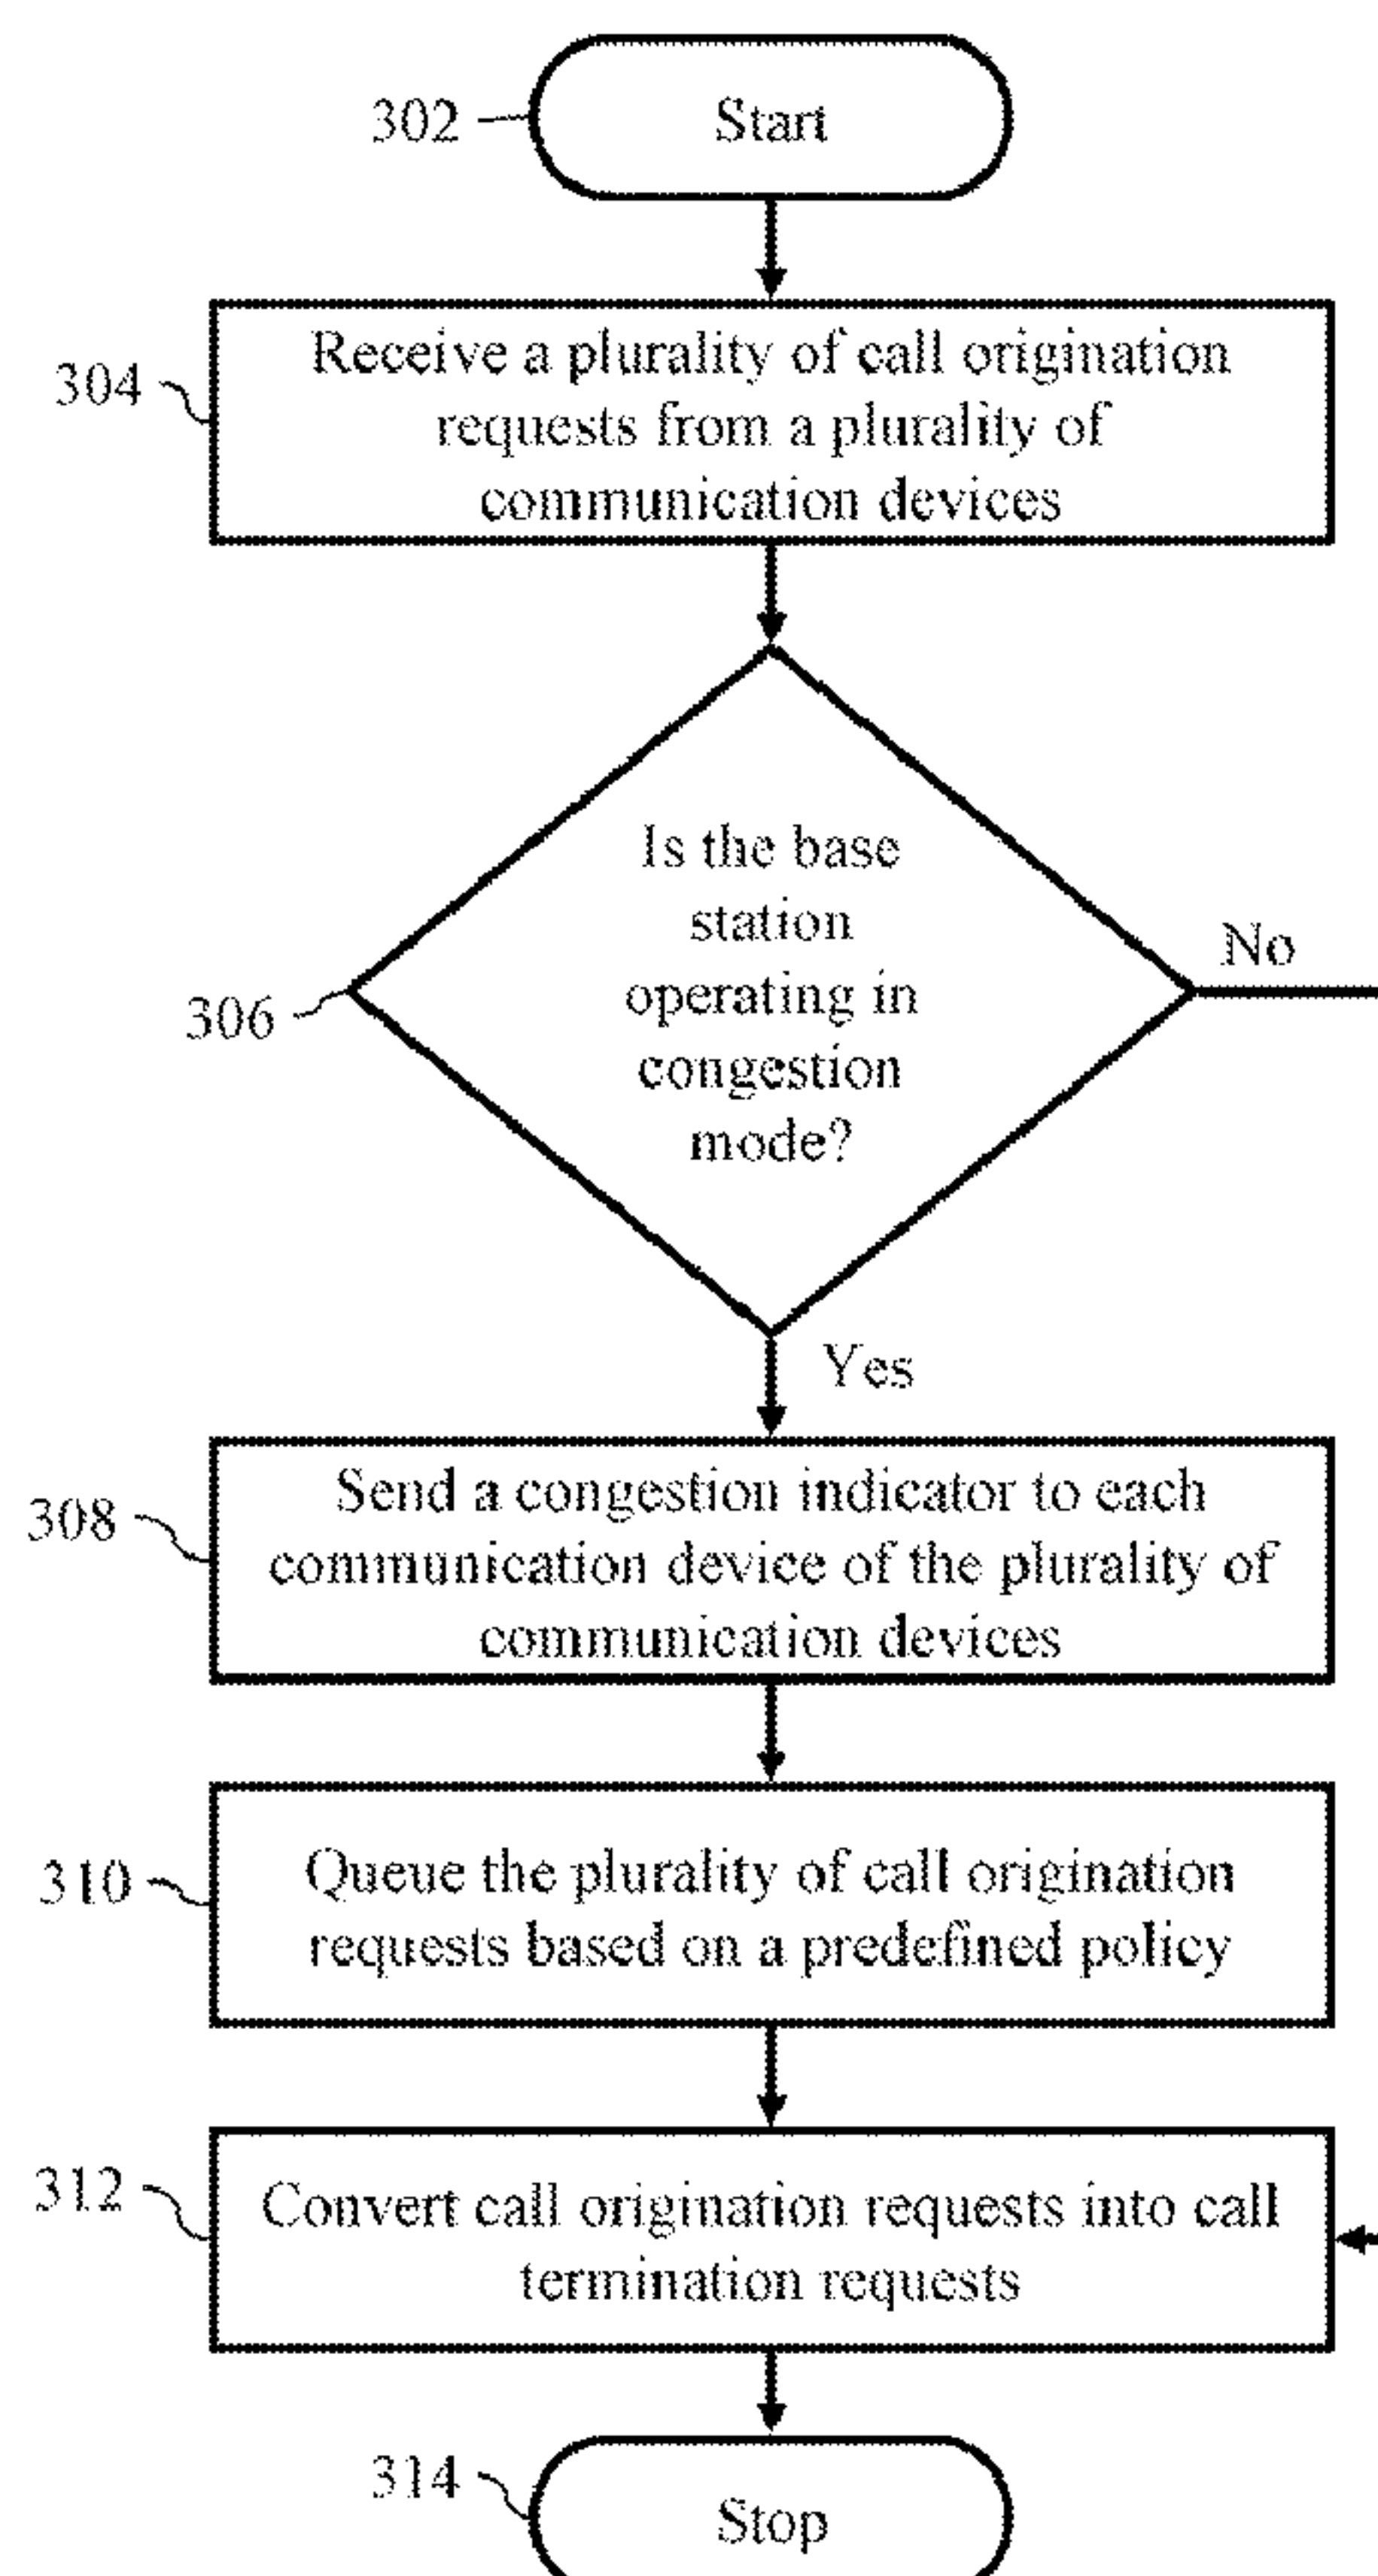 302
Start
304
Receive a plurality of call origination
requests from a plurality of
communication devices
Is the base
station
operating in
congestion
mode?
No
306
Yes
308
Send a congestion indicator to each
communication device of the plurality of
communication devices
310
Queue the plurality of call origination
requests based on a predefined policy
312
Convert call origination requests into call
termination requests
314
Stop